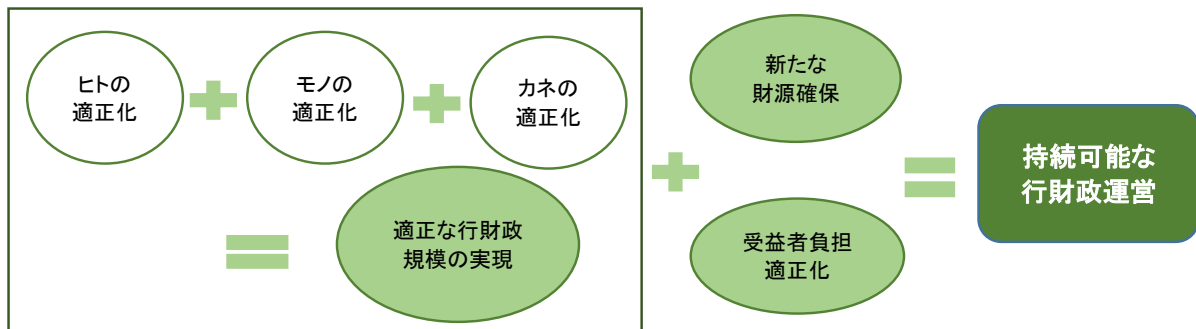 ヒトの
適正化
モノの
適正化
カネの
適正化
適正な行財政
規模の実現
新たな
財源確保
受益者負担
適正化
持続可能な
行財政運営